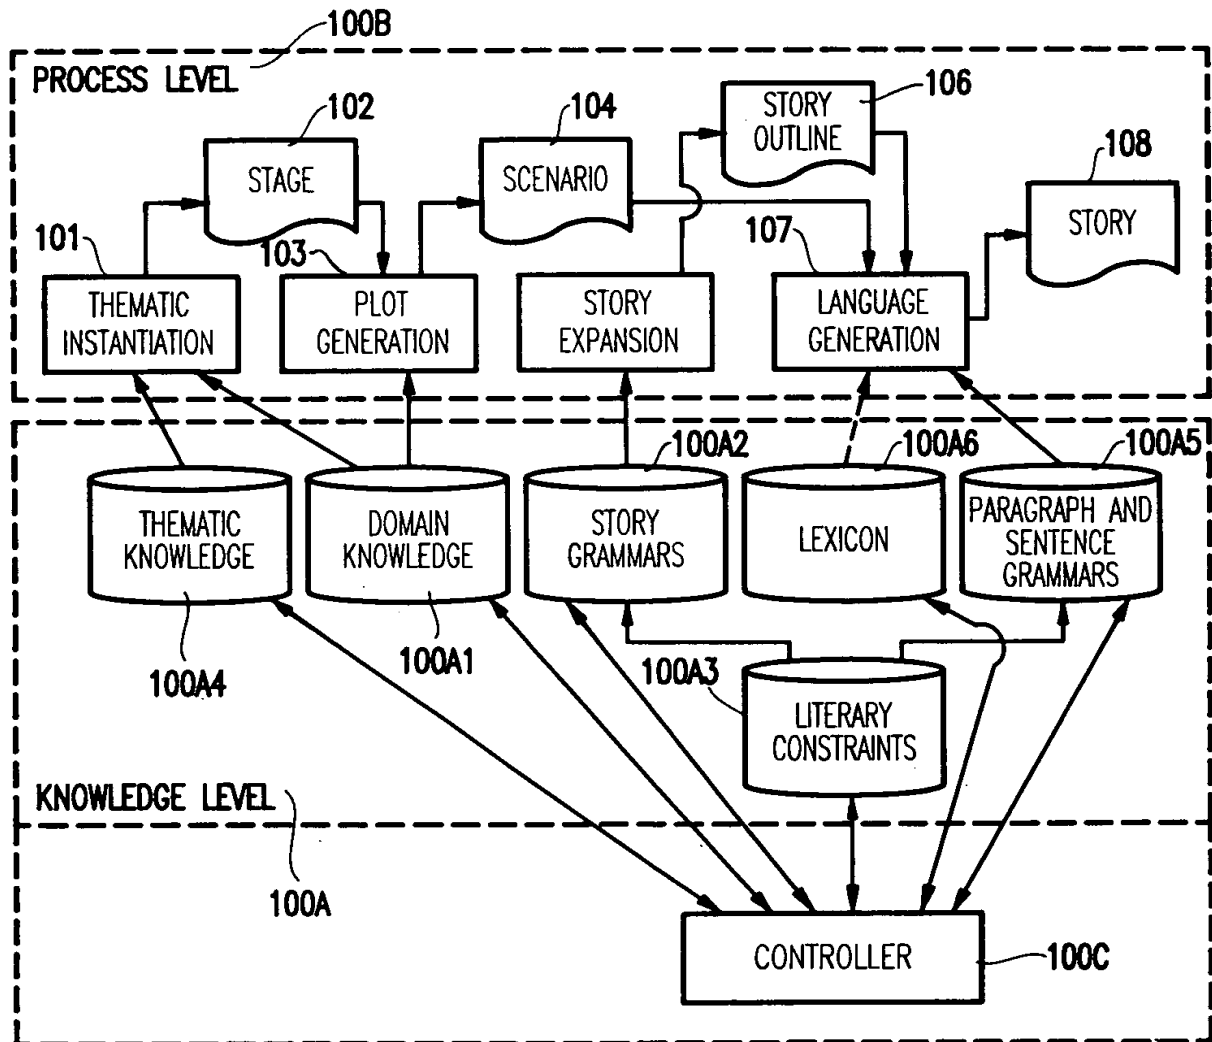 100B
PROCESS LEVEL
102
STAGE
104
SCENARIO
STORY
OUTLINE
106
108
STORY
101
THEMATIC
INSTANTIATION
103
PLOT
GENERATION
STORY
EXPANSION
107
LANGUAGE
GENERATION
THEMATIC
KNOWLEDGE
100A4
DOMAIN
KNOWLEDGE
100A1
100A2
STORY
GRAMMARS
100A6
LEXICON
100A5
PARAGRAPH AND
SENTENCE
GRAMMARS
100A3
LITERARY
CONSTRAINTS
KNOWLEDGE LEVEL
100A
CONTROLLER
100C